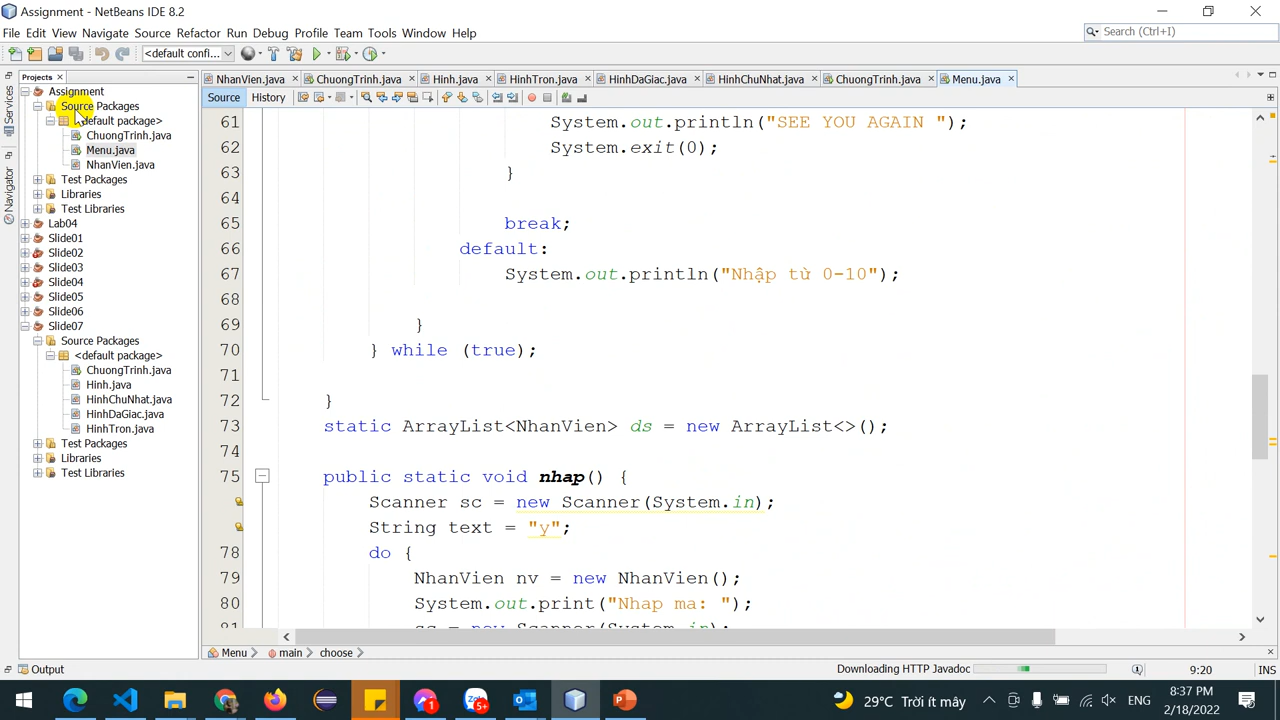 Assignment - NetBeans IDE 8.2
File Edit View Navigate Source Refactor Run Debug Profile Team Tools Window Help
Search (Ctrl+I)
<default confi...
Projects
NhanVien.java ChuongTrinh.java Hinh.java HinhTron.java HinhDaGiac.java HinhChuNhat.java ChuongTrinh.java Menu.java
Source History
Services
Navigator
Assignment
Source Packages
default package>
ChuongTrinh.java
Menu.java
NhanVien.java
Test Packages
Libraries
Test Libraries
Lab04
Slide01
Slide02
Slide03
Slide04
Slide05
Slide06
Slide07
Source Packages
<default package>
ChuongTrinh.java
Hinh.java
HinhChuNhat.java
HinhDaGiac.java
HinhTron.java
Test Packages
Libraries
Test Libraries
61 System.out.println("SEE YOU AGAIN ");
62 System.exit(0);
63 }
64
65 break;
66 default:
67 System.out.println("Nhập từ 0-10");
68
69 }
70 } while (true);
71
72 }
73 static ArrayList<NhanVien> ds = new ArrayList<>();
74
75 public static void nhap() {
Scanner sc = new Scanner(System.in);
String text = "y";
78 do {
79 NhanVien nv = new NhanVien();
80 System.out.print("Nhap ma: ");
81 sc = new Scanner(System.in);
Menu main choose
Output
Downloading HTTP Javadoc
9:20 INS
29°C Trời ít mây
ENG
8:37 PM
2/18/2022
1
5+